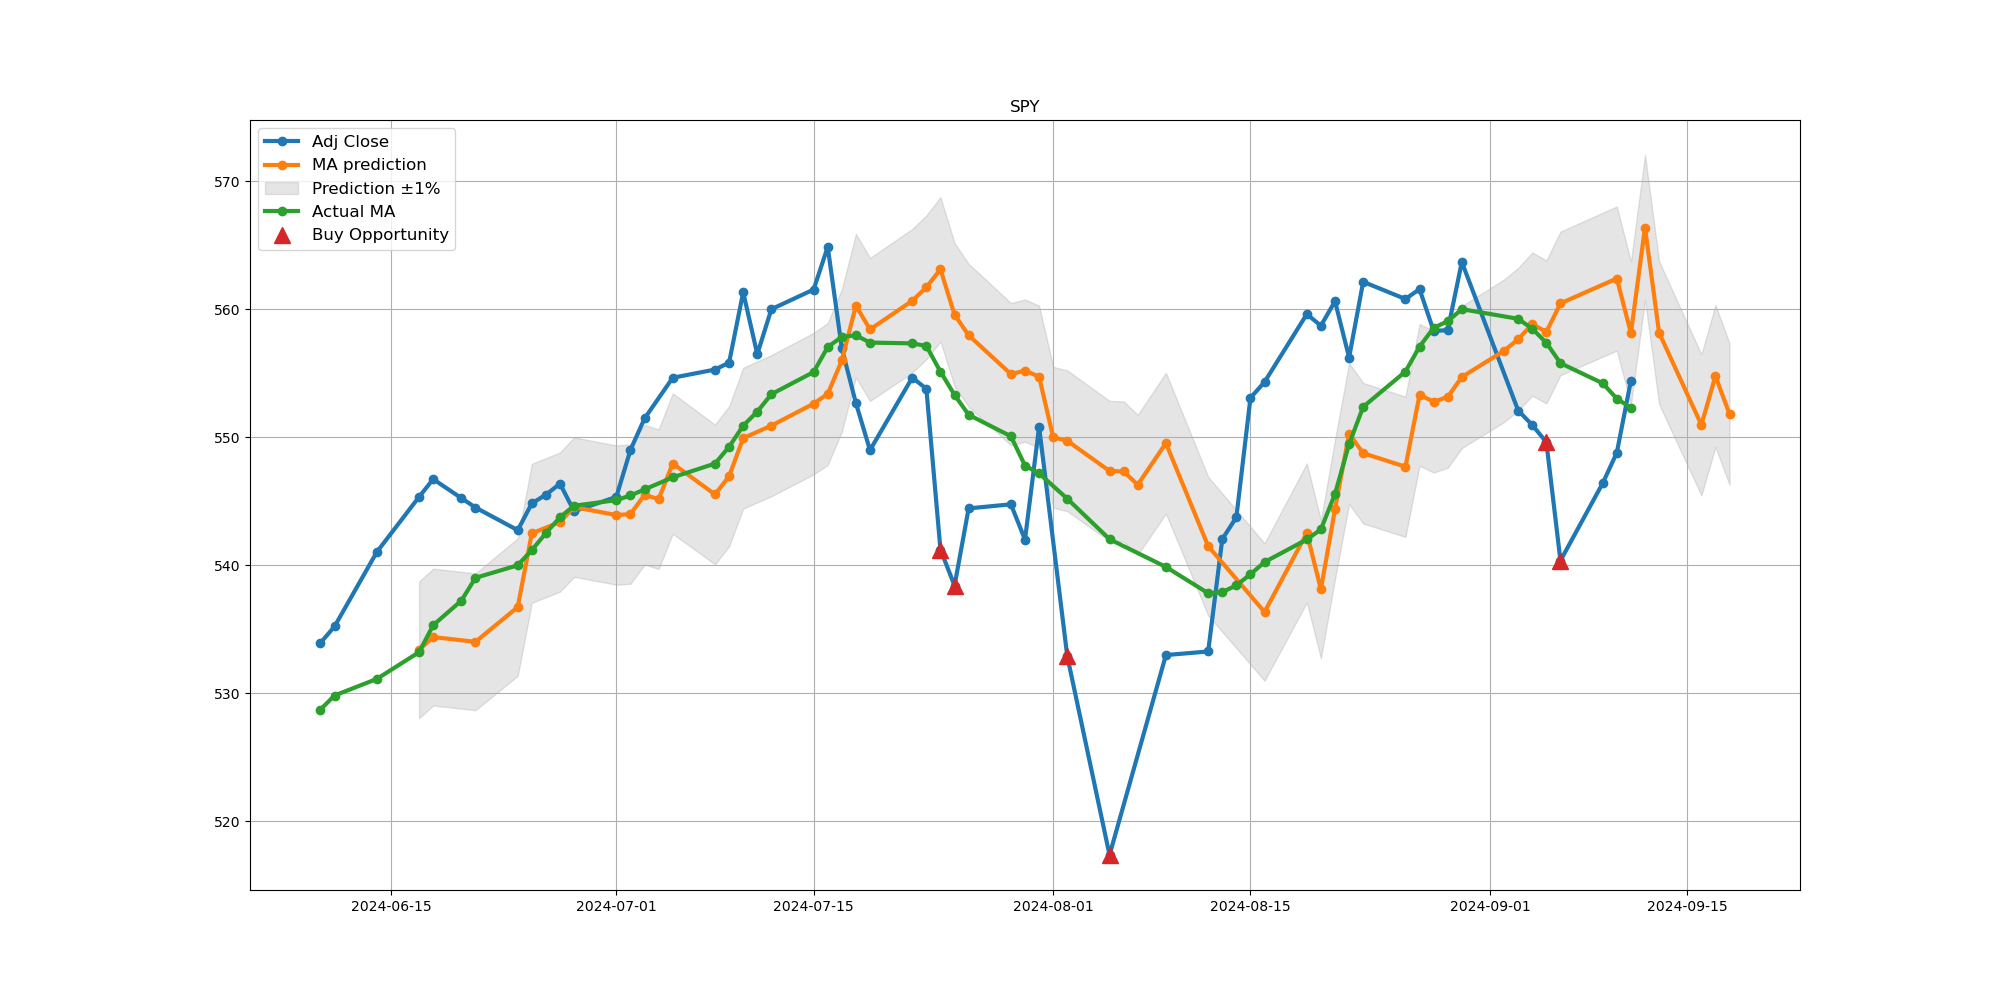 SPY
Adj Close
MA prediction
Prediction ±1%
Actual MA
Buy Opportunity
570
560
550
540
530
520
2024-06-15
2024-07-01
2024-07-15
2024-08-01
2024-08-15
2024-09-01
2024-09-15